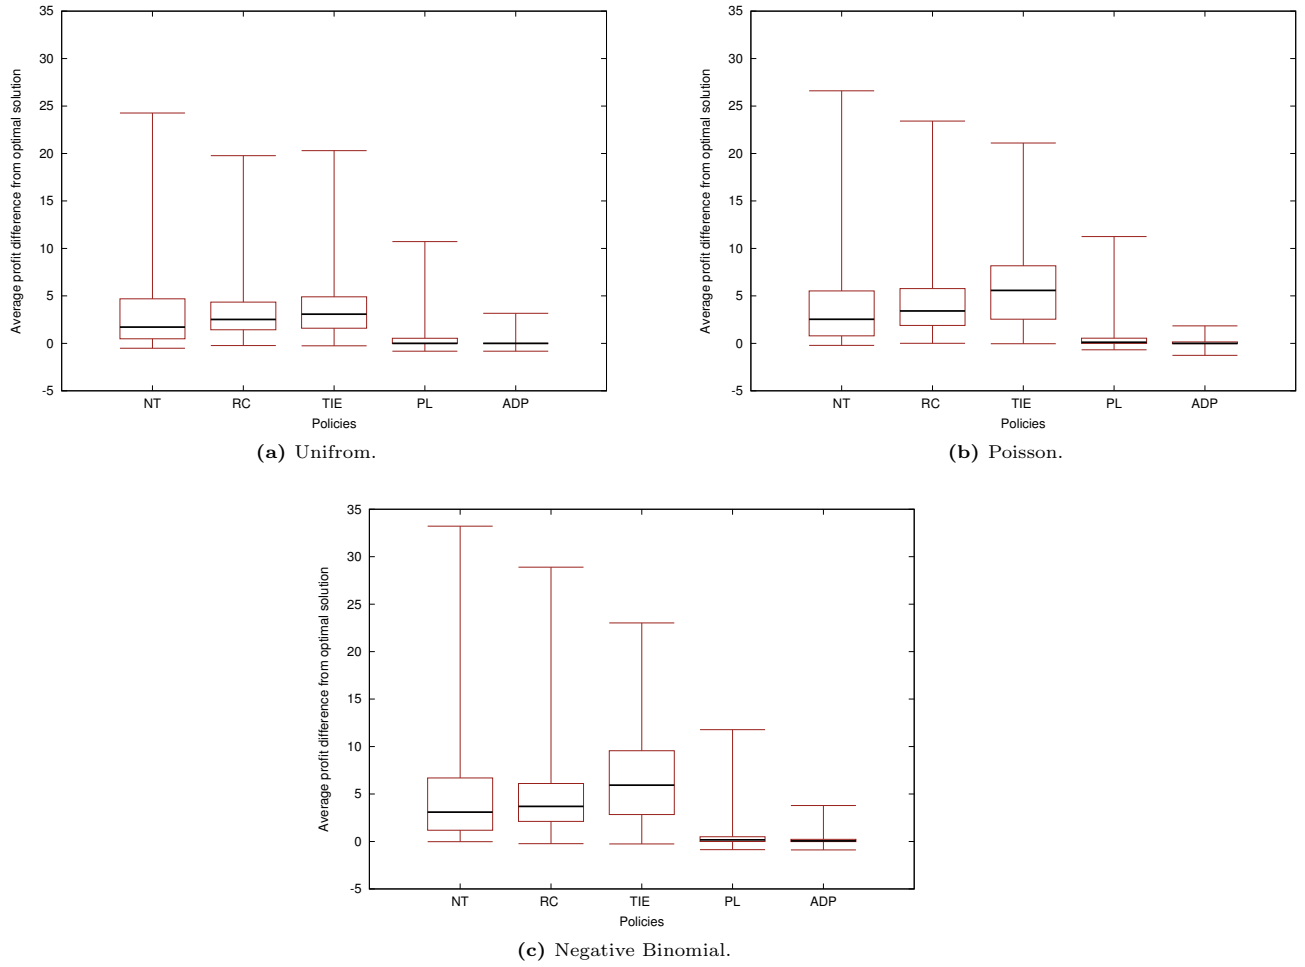 35
30
25
20
15
10
5
0
-5
Average profit difference from optimal solution
NT RC TIE PL ADP
Policies
(a) Unifrom.
35
30
25
20
15
10
5
0
-5
Average profit difference from optimal solution
NT RC TIE PL ADP
Policies
(b) Poisson.
35
30
25
20
15
10
5
0
-5
Average profit difference from optimal solution
NT RC TIE PL ADP
Policies
(c) Negative Binomial.